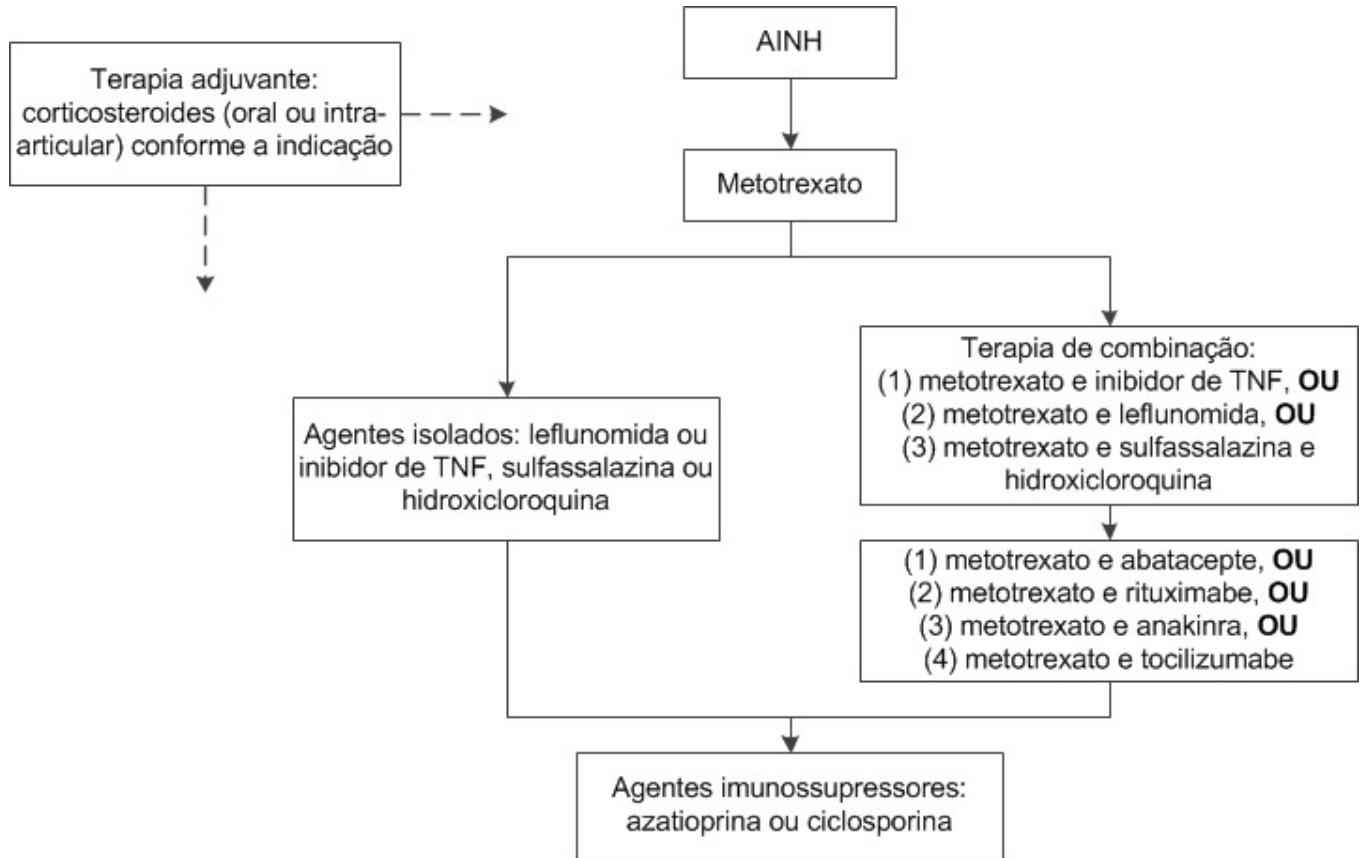 AINH
Terapia adjuvante:
corticosteroides (oral ou intra-
articular) conforme a indicação
Metotrexato
Agentes isolados: leflunomida ou
inibidor de TNF, sulfassalazina ou
hidroxicloroquina
Terapia de combinação:
(1) metotrexato e inibidor de TNF, OU
(2) metotrexato e leflunomida, OU
(3) metotrexato e sulfassalazina e
hidroxicloroquina
(1) metotrexato e abatacepte, OU
(2) metotrexato e rituximabe, OU
(3) metotrexato e anakinra, OU
(4) metotrexato e tocilizumabe
Agentes imunossupressores:
azatioprina ou ciclosporina